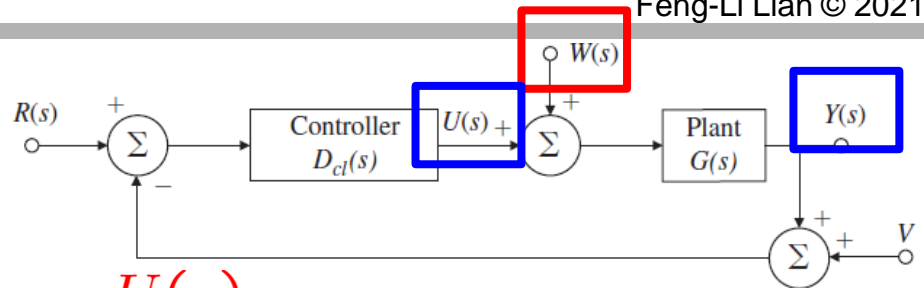 Feng-Li Lian © 2021
W(s)
R(s) + Controller U(s) + + Plant Y(s)
Σ D_cl(s) Σ G(s)
−
+ + V
Σ
U(